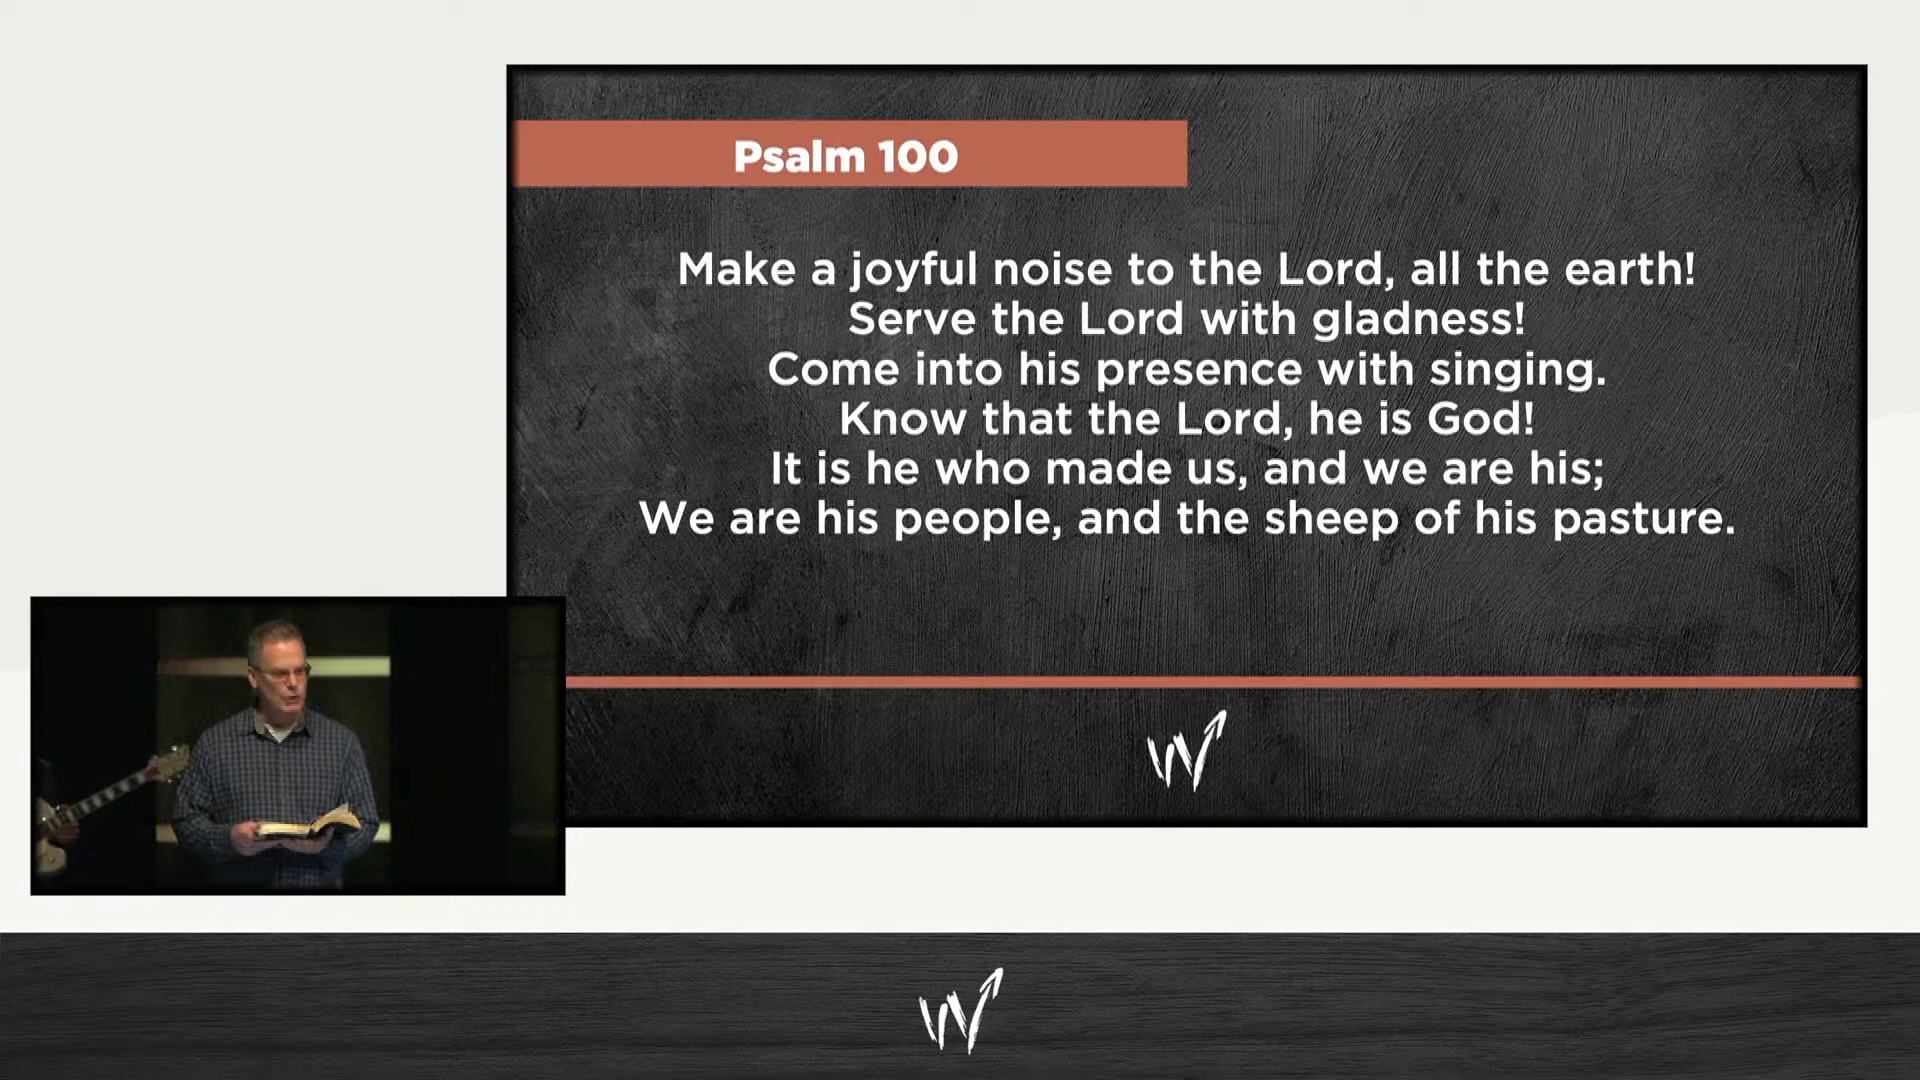 Psalm 100
Make a joyful noise to the Lord, all the earth!
Serve the Lord with gladness!
Come into his presence with singing.
Know that the Lord, he is God!
It is he who made us, and we are his;
We are his people, and the sheep of his pasture.
W
W